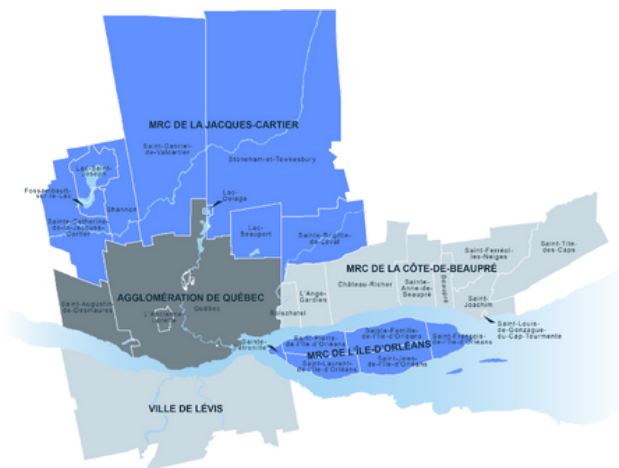 MRC DE LA JACQUES-CARTIER
Saint-Gabriel-
de-Valcartier
Stoneham-et-Tewkesbury
Lac-Saint-
Joseph
Fossambault-
sur-le-Lac
Shannon
Lac-
Delage
Sainte-Catherine-
de-la-Jacques-
Cartier
Lac-
Beauport
Sainte-Brigitte-
de-Laval
Saint-Ferréol-
les-Neiges
Saint-Tite-
des-Caps
MRC DE LA CÔTE-DE-BEAUPRÉ
L'Ange-
Gardien
Château-Richer
Sainte-
Anne-de-
Beaupré
Beaupré
Saint-
Joachim
Saint-Augustin-
de-Desmaures
AGGLOMÉRATION DE QUÉBEC
Québec
L'Ancienne-
Lorette
Boischatel
Saint-Louis-
de-Gonzague-
du-Cap-Tourmente
Sainte-
Pétronille
Saint-Pierre-
de-l'Île-d'Orléans
Sainte-Famille-
de-l'Île-d'Orléans
Saint-François-
de-l'Île-d'Orléans
MRC DE L'ÎLE-D'ORLÉANS
Saint-Laurent-
de-l'Île-d'Orléans
Saint-Jean-
de-l'Île-d'Orléans
VILLE DE LÉVIS